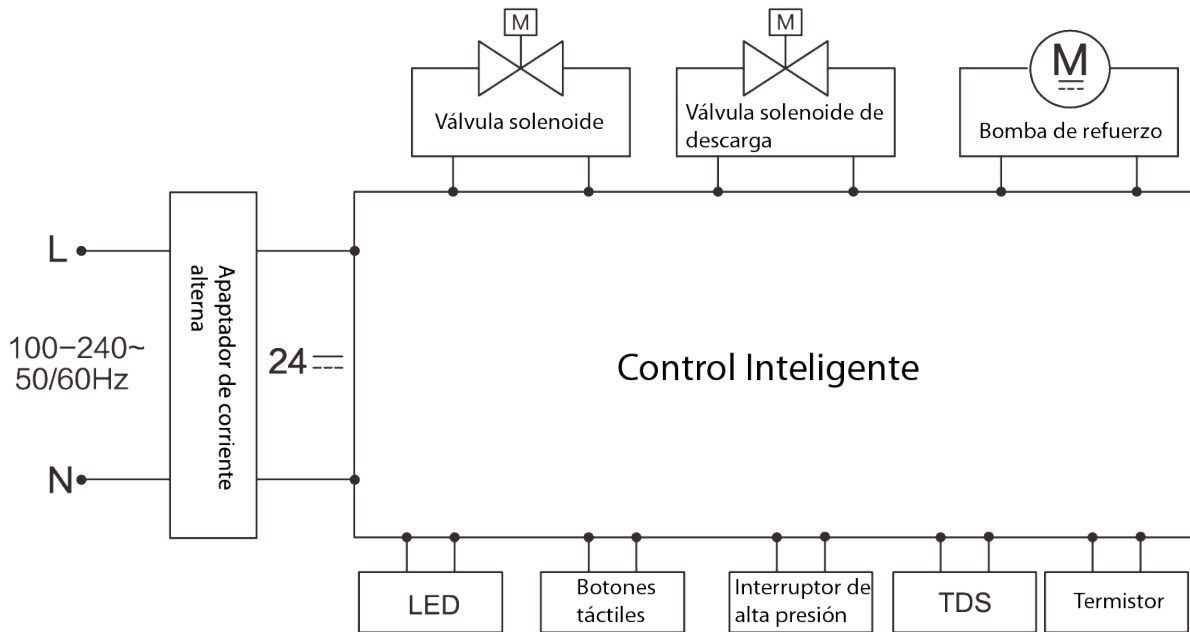 M
M
M
Válvula solenoide
Válvula solenoide de
descarga
Bomba de refuerzo
L
100–240~
50/60Hz
N
Apaptador de corriente
alterna
24
Control Inteligente
LED
Botones
táctiles
Interruptor de
alta presión
TDS
Termistor